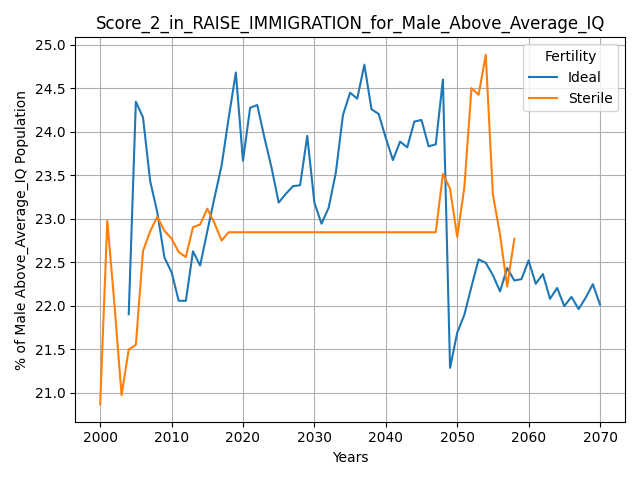 Score_2_in_RAISE_IMMIGRATION_for_Male_Above_Average_IQ
% of Male Above_Average_IQ Population
25.0
24.5
24.0
23.5
23.0
22.5
22.0
21.5
21.0
Fertility
Ideal
Sterile
2000 2010 2020 2030 2040 2050 2060 2070
Years